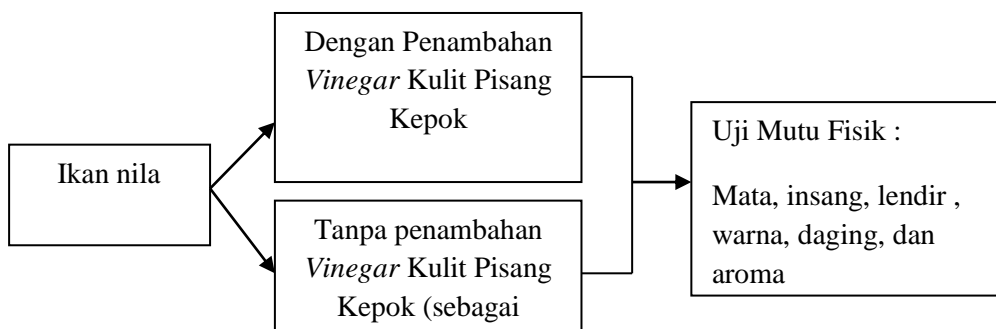 Ikan nila
Dengan Penambahan
Vinegar Kulit Pisang
Kepok
Tanpa penambahan
Vinegar Kulit Pisang
Kepok (sebagai
Uji Mutu Fisik :
Mata, insang, lendir ,
warna, daging, dan
aroma